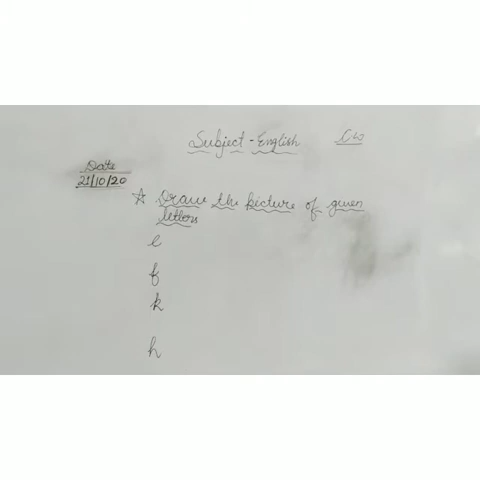 Subject - English CW
Date
21/10/20
☆ Draw the picture of given
letters
e
f
k
h